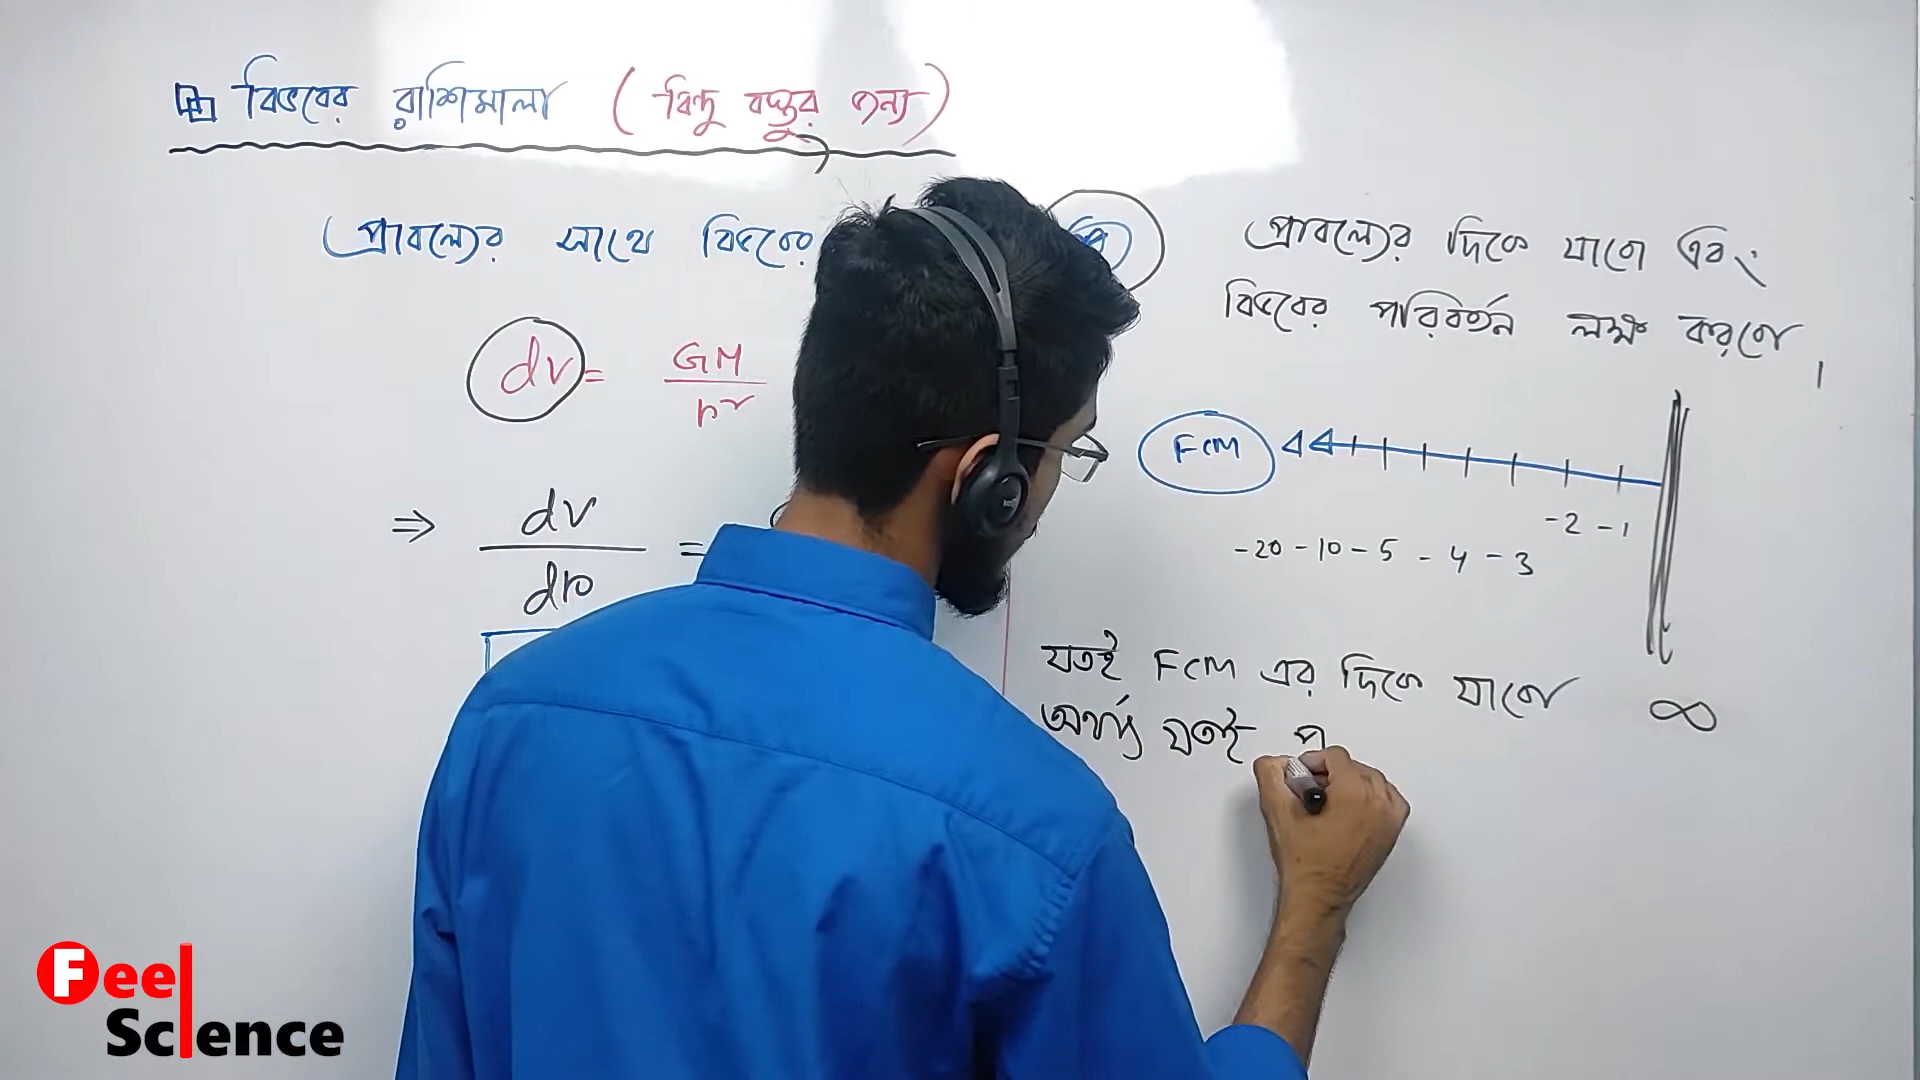 বিভবের রাশিমালা (বিন্দু বস্তুর জন্য)
প্রাবল্যের সাথে বিভবের
dv = GM / r²
⇒ dv / dr =
প্রাবল্যের দিকে যাবো এবং
বিভবের পরিবর্তন লক্ষ করবো।
FCM
-2 -1
-20 -10 -5 -4 -3
যতই FCM এর দিকে যাবো
∞
অর্থাৎ যতই প্র
Feel
Science